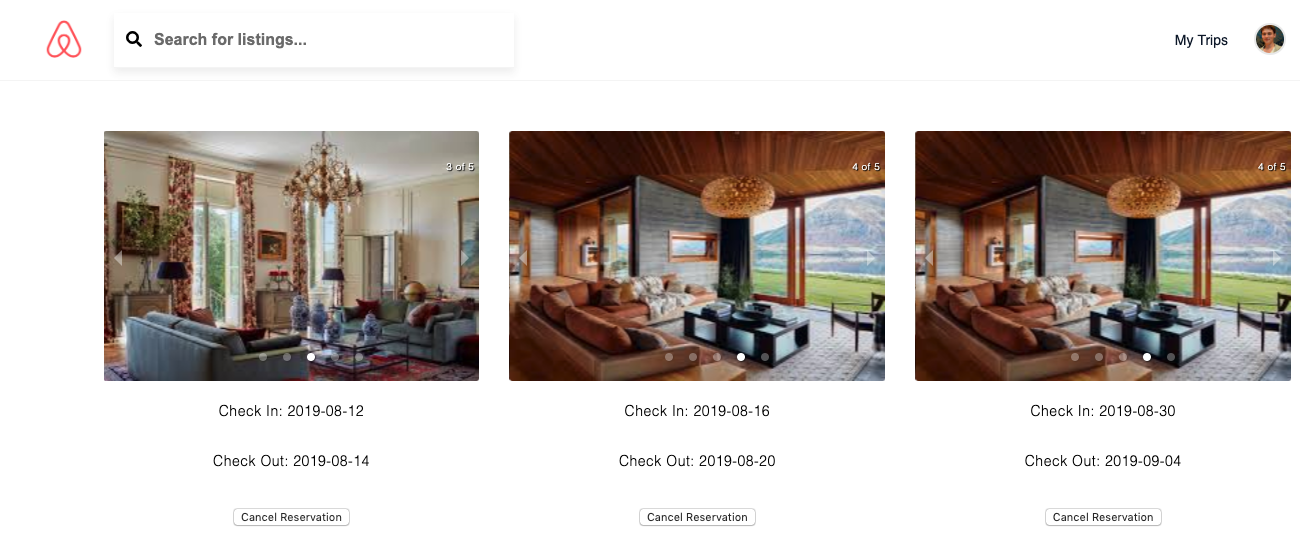 Search for listings...
My Trips
3 of 5
4 of 5
4 of 5
Check In: 2019-08-12
Check In: 2019-08-16
Check In: 2019-08-30
Check Out: 2019-08-14
Check Out: 2019-08-20
Check Out: 2019-09-04
Cancel Reservation
Cancel Reservation
Cancel Reservation